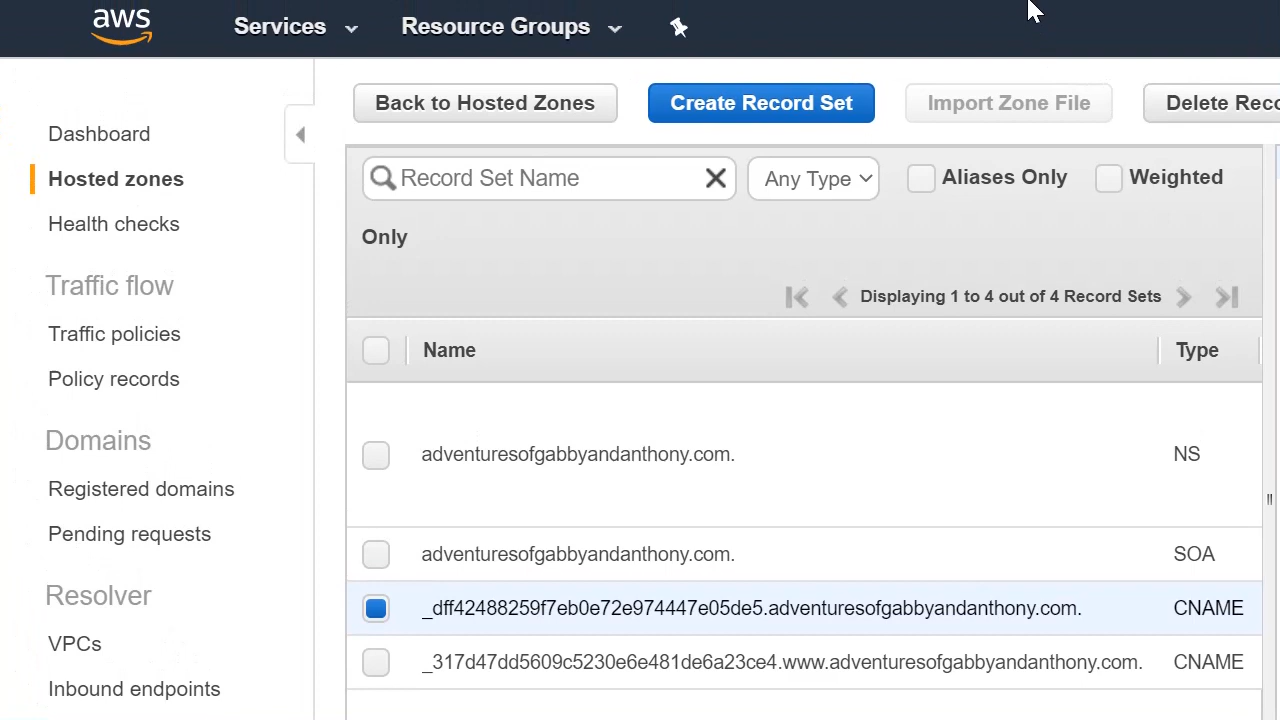 aws Services Resource Groups
Back to Hosted Zones Create Record Set Import Zone File Delete Reco
Dashboard
Hosted zones
Health checks
Traffic flow
Traffic policies
Policy records
Domains
Registered domains
Pending requests
Resolver
VPCs
Inbound endpoints
Record Set Name Any Type Aliases Only Weighted
Only
Displaying 1 to 4 out of 4 Record Sets
Name Type
adventuresofgabbyandanthony.com. NS
adventuresofgabbyandanthony.com. SOA
_dff42488259f7eb0e72e974447e05de5.adventuresofgabbyandanthony.com. CNAME
_317d47dd5609c5230e6e481de6a23ce4.www.adventuresofgabbyandanthony.com. CNAME